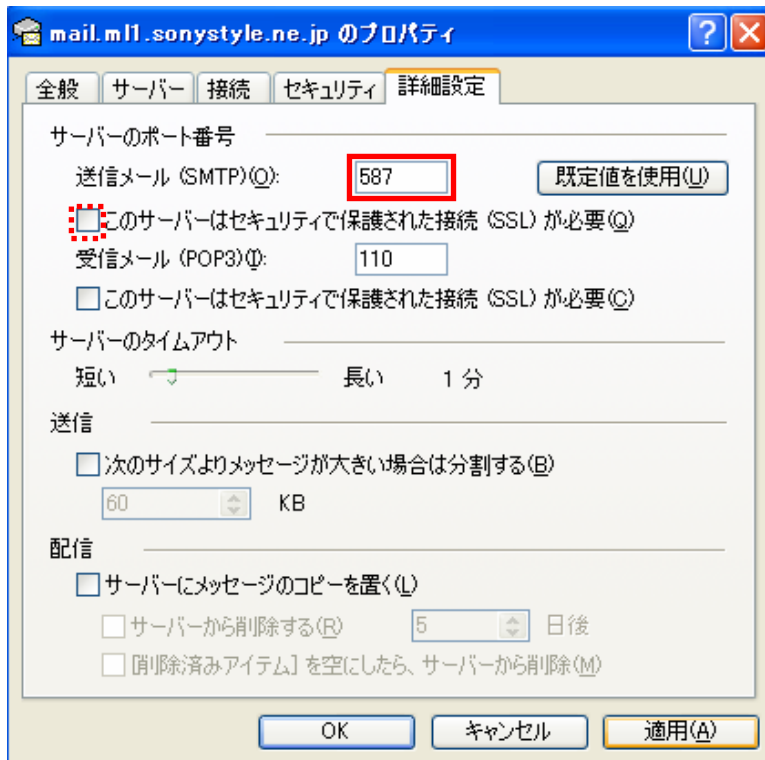 mail.ml1.sonystyle.ne.jp のプロパティ
全般 サーバー 接続 セキュリティ 詳細設定
サーバーのポート番号
送信メール (SMTP)(O): 587 既定値を使用(U)
このサーバーはセキュリティで保護された接続 (SSL) が必要(Q)
受信メール (POP3)(I): 110
このサーバーはセキュリティで保護された接続 (SSL) が必要(C)
サーバーのタイムアウト
短い 長い 1 分
送信
次のサイズよりメッセージが大きい場合は分割する(B)
60 KB
配信
サーバーにメッセージのコピーを置く(L)
サーバーから削除する(R) 5 日後
[削除済みアイテム] を空にしたら、サーバーから削除(M)
OK キャンセル 適用(A)